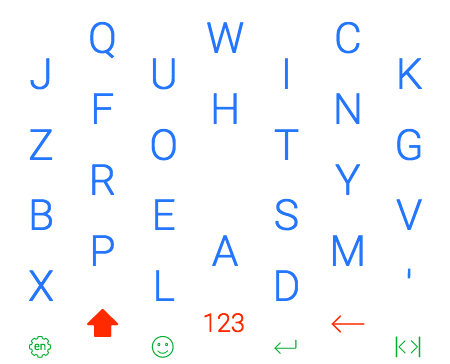 Q W C
J U I K
F H N
Z O T G
R Y
B E S V
P A M
X L D '
123
en